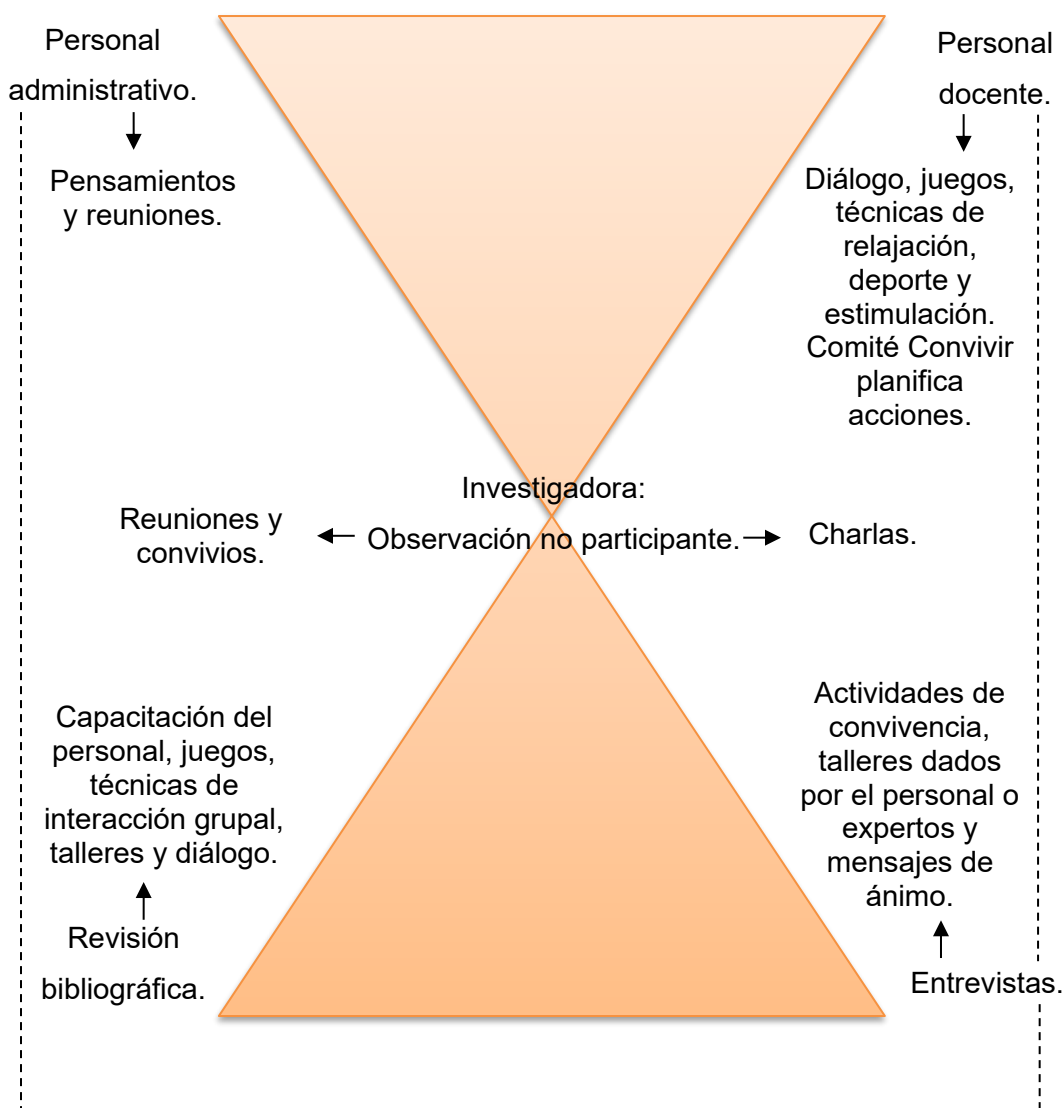 Personal
administrativo.
Pensamientos
y reuniones.
Personal
docente.
Diálogo, juegos,
técnicas de
relajación,
deporte y
estimulación.
Comité Convivir
planifica
acciones.
Investigadora:
Observación no participante.
Reuniones y
convivios.
Charlas.
Capacitación del
personal, juegos,
técnicas de
interacción grupal,
talleres y diálogo.
Revisión
bibliográfica.
Actividades de
convivencia,
talleres dados
por el personal o
expertos y
mensajes de
ánimo.
Entrevistas.